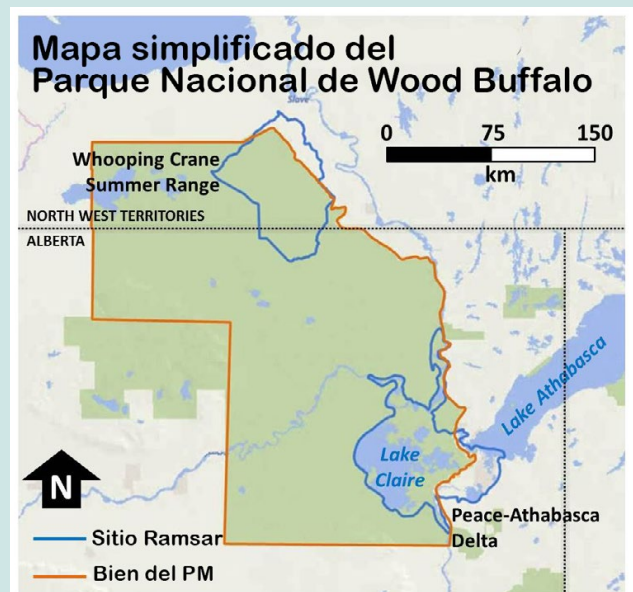 Mapa simplificado del
Parque Nacional de Wood Buffalo
Slave
0 75 150
km
Whooping Crane
Summer Range
NORTH WEST TERRITORIES
ALBERTA
Lake Athabasca
Lake
Claire
N
Peace-Athabasca
Delta
Sitio Ramsar
Bien del PM